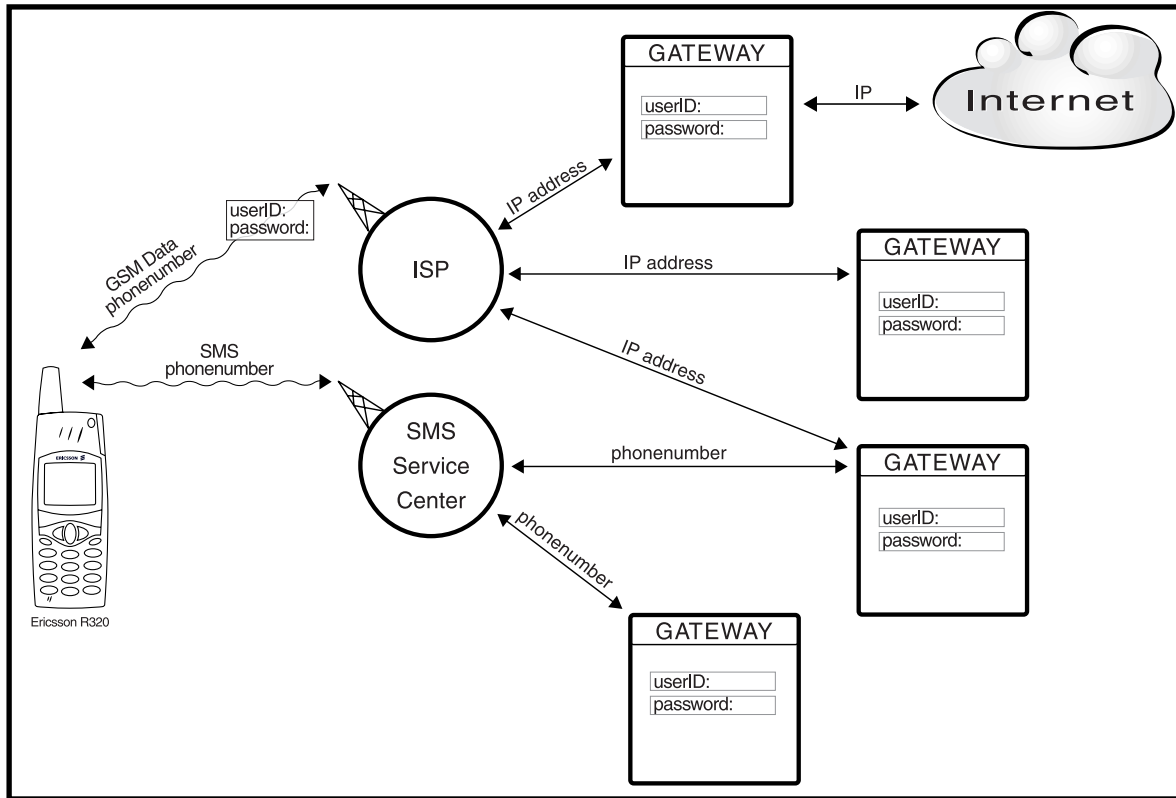 GATEWAY
userID:
password:
IP
Internet
IP address
userID:
password:
GSM Data
phonenumber
ISP
IP address
GATEWAY
userID:
password:
SMS
phonenumber
IP address
SMS
Service
Center
phonenumber
GATEWAY
userID:
password:
ERICSSON
Ericsson R320
phonenumber
GATEWAY
userID:
password: